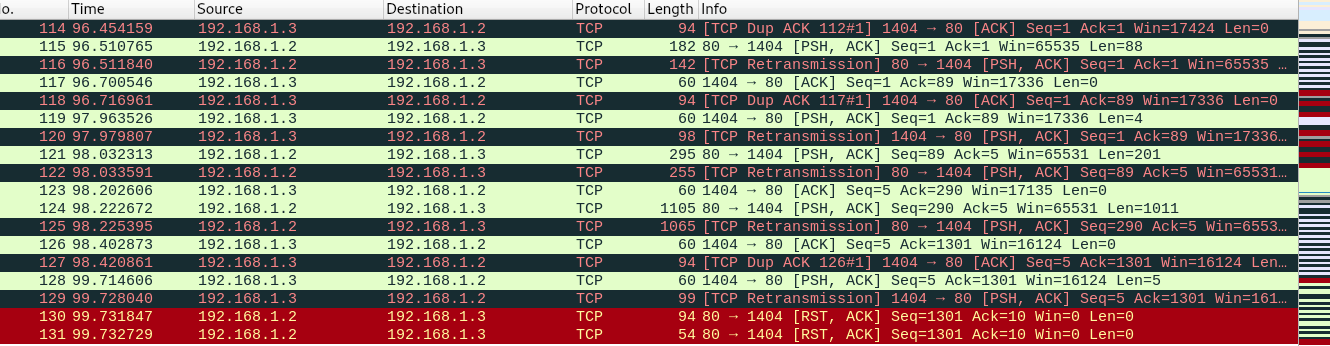 o. Time Source Destination Protocol Length Info
114 96.454159 192.168.1.3 192.168.1.2 TCP 94 [TCP Dup ACK 112#1] 1404 → 80 [ACK] Seq=1 Ack=1 Win=17424 Len=0
115 96.510765 192.168.1.2 192.168.1.3 TCP 182 80 → 1404 [PSH, ACK] Seq=1 Ack=1 Win=65535 Len=88
116 96.511840 192.168.1.2 192.168.1.3 TCP 142 [TCP Retransmission] 80 → 1404 [PSH, ACK] Seq=1 Ack=1 Win=65535 …
117 96.700546 192.168.1.3 192.168.1.2 TCP 60 1404 → 80 [ACK] Seq=1 Ack=89 Win=17336 Len=0
118 96.716961 192.168.1.3 192.168.1.2 TCP 94 [TCP Dup ACK 117#1] 1404 → 80 [ACK] Seq=1 Ack=89 Win=17336 Len=0
119 97.963526 192.168.1.3 192.168.1.2 TCP 60 1404 → 80 [PSH, ACK] Seq=1 Ack=89 Win=17336 Len=4
120 97.979807 192.168.1.3 192.168.1.2 TCP 98 [TCP Retransmission] 1404 → 80 [PSH, ACK] Seq=1 Ack=89 Win=17336…
121 98.032313 192.168.1.2 192.168.1.3 TCP 295 80 → 1404 [PSH, ACK] Seq=89 Ack=5 Win=65531 Len=201
122 98.033591 192.168.1.2 192.168.1.3 TCP 255 [TCP Retransmission] 80 → 1404 [PSH, ACK] Seq=89 Ack=5 Win=65531…
123 98.202606 192.168.1.3 192.168.1.2 TCP 60 1404 → 80 [ACK] Seq=5 Ack=290 Win=17135 Len=0
124 98.222672 192.168.1.2 192.168.1.3 TCP 1105 80 → 1404 [PSH, ACK] Seq=290 Ack=5 Win=65531 Len=1011
125 98.225395 192.168.1.2 192.168.1.3 TCP 1065 [TCP Retransmission] 80 → 1404 [PSH, ACK] Seq=290 Ack=5 Win=6553…
126 98.402873 192.168.1.3 192.168.1.2 TCP 60 1404 → 80 [ACK] Seq=5 Ack=1301 Win=16124 Len=0
127 98.420861 192.168.1.3 192.168.1.2 TCP 94 [TCP Dup ACK 126#1] 1404 → 80 [ACK] Seq=5 Ack=1301 Win=16124 Len…
128 99.714606 192.168.1.3 192.168.1.2 TCP 60 1404 → 80 [PSH, ACK] Seq=5 Ack=1301 Win=16124 Len=5
129 99.728040 192.168.1.3 192.168.1.2 TCP 99 [TCP Retransmission] 1404 → 80 [PSH, ACK] Seq=5 Ack=1301 Win=161…
130 99.731847 192.168.1.2 192.168.1.3 TCP 94 80 → 1404 [RST, ACK] Seq=1301 Ack=10 Win=0 Len=0
131 99.732729 192.168.1.2 192.168.1.3 TCP 54 80 → 1404 [RST, ACK] Seq=1301 Ack=10 Win=0 Len=0